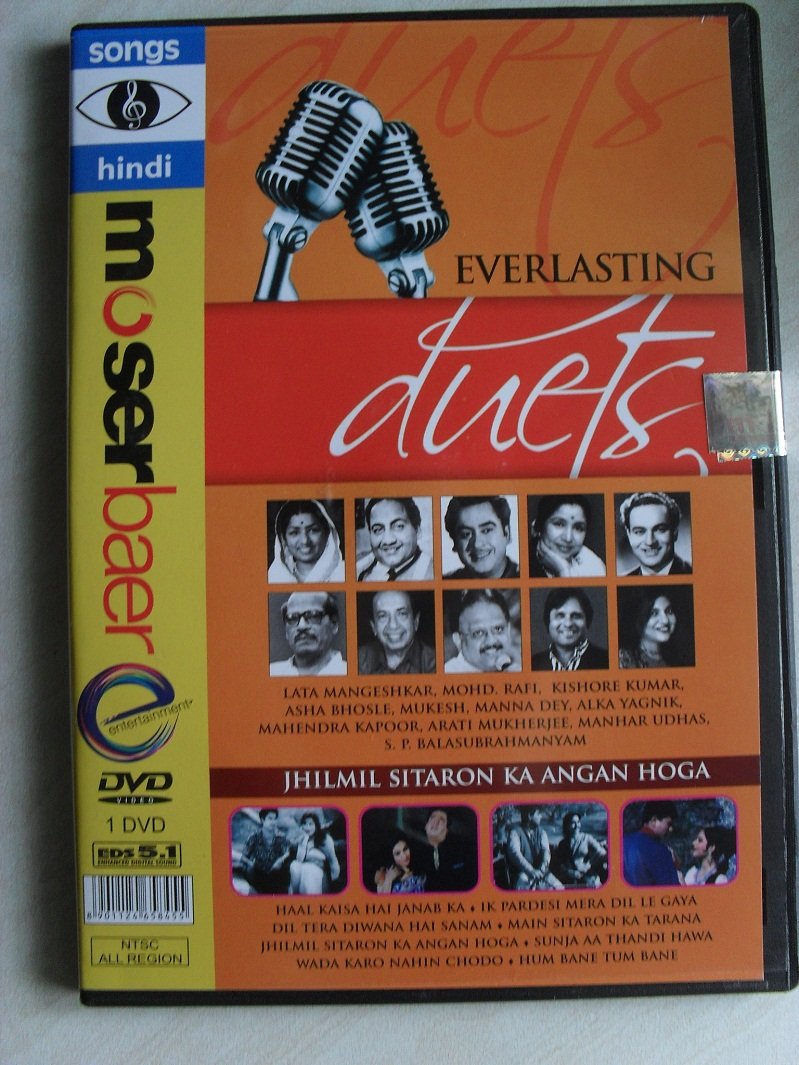 songs
hindi
moserbaer
entertainment
DVD
VIDEO
1 DVD
EDS 5.1
ENHANCED DIGITAL SOUND
8901124658455
NTSC
ALL REGION
duets
EVERLASTING
duets
LATA MANGESHKAR, MOHD. RAFI, KISHORE KUMAR,
ASHA BHOSLE, MUKESH, MANNA DEY, ALKA YAGNIK,
MAHENDRA KAPOOR, ARATI MUKHERJEE, MANHAR UDHAS,
S. P. BALASUBRAHMANYAM
JHILMIL SITARON KA ANGAN HOGA
HAAL KAISA HAI JANAB KA ♦ IK PARDESI MERA DIL LE GAYA
DIL TERA DIWANA HAI SANAM ♦ MAIN SITARON KA TARANA
JHILMIL SITARON KA ANGAN HOGA ♦ SUNJA AA THANDI HAWA
WADA KARO NAHIN CHODO ♦ HUM BANE TUM BANE